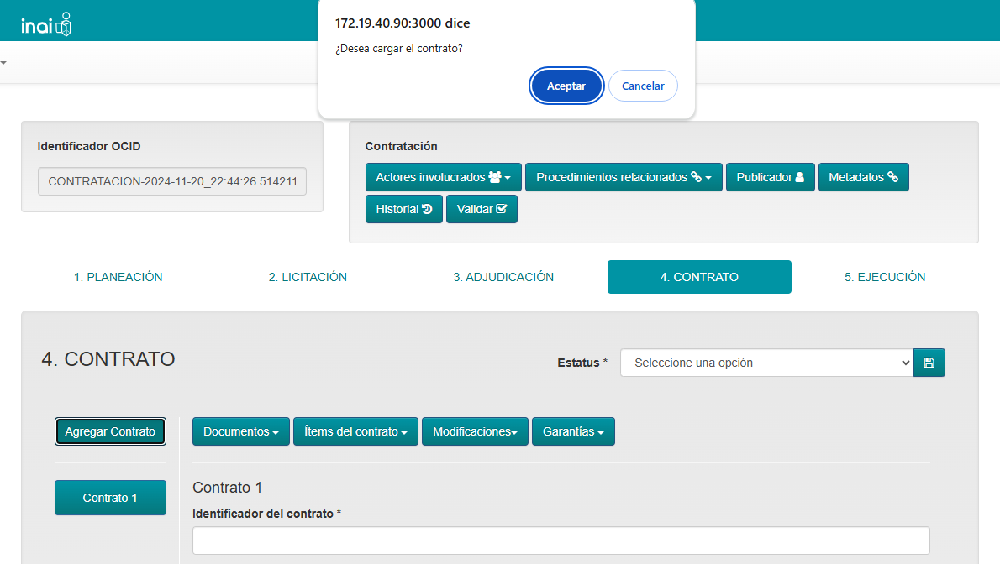 inai
172.19.40.90:3000 dice
¿Desea cargar el contrato?
Aceptar
Cancelar
Identificador OCID
CONTRATACION-2024-11-20_22:44:26.514211
Contratación
Actores involucrados
Procedimientos relacionados
Publicador
Metadatos
Historial
Validar
1. PLANEACIÓN
2. LICITACIÓN
3. ADJUDICACIÓN
4. CONTRATO
5. EJECUCIÓN
4. CONTRATO
Estatus *
Seleccione una opción
Agregar Contrato
Documentos
Ítems del contrato
Modificaciones
Garantías
Contrato 1
Contrato 1
Identificador del contrato *